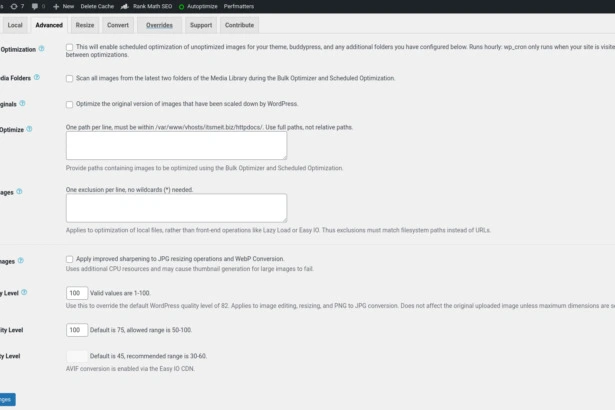 s 7 0 + New Delete Cache Rank Math SEO Autoptimize Perfmatters
Local Advanced Resize Convert Overrides Support Contribute
Optimization This will enable scheduled optimization of unoptimized images for your theme, buddypress, and any additional folders you have configured below. Runs hourly: wp_cron only runs when your site is visite
between optimizations.
dia Folders Scan all images from the latest two folders of the Media Library during the Bulk Optimizer and Scheduled Optimization.
ginals Optimize the original version of images that have been scaled down by WordPress.
Optimize One path per line, must be within /var/www/vhosts/itsmeit.biz/httpdocs/. Use full paths, not relative paths.
Provide paths containing images to be optimized using the Bulk Optimizer and Scheduled Optimization.
ages One exclusion per line, no wildcards (*) needed.
Applies to optimization of local files, rather than front-end operations like Lazy Load or Easy IO. Thus exclusions must match filesystem paths instead of URLs.
mages Apply improved sharpening to JPG resizing operations and WebP Conversion.
Uses additional CPU resources and may cause thumbnail generation for large images to fail.
y Level 100 Valid values are 1-100.
Use this to override the default WordPress quality level of 82. Applies to image editing, resizing, and PNG to JPG conversion. Does not affect the original uploaded image unless maximum dimensions are s
ity Level 100 Default is 75, allowed range is 50-100.
ty Level Default is 45, recommended range is 30-60.
AVIF conversion is enabled via the Easy IO CDN.
nges